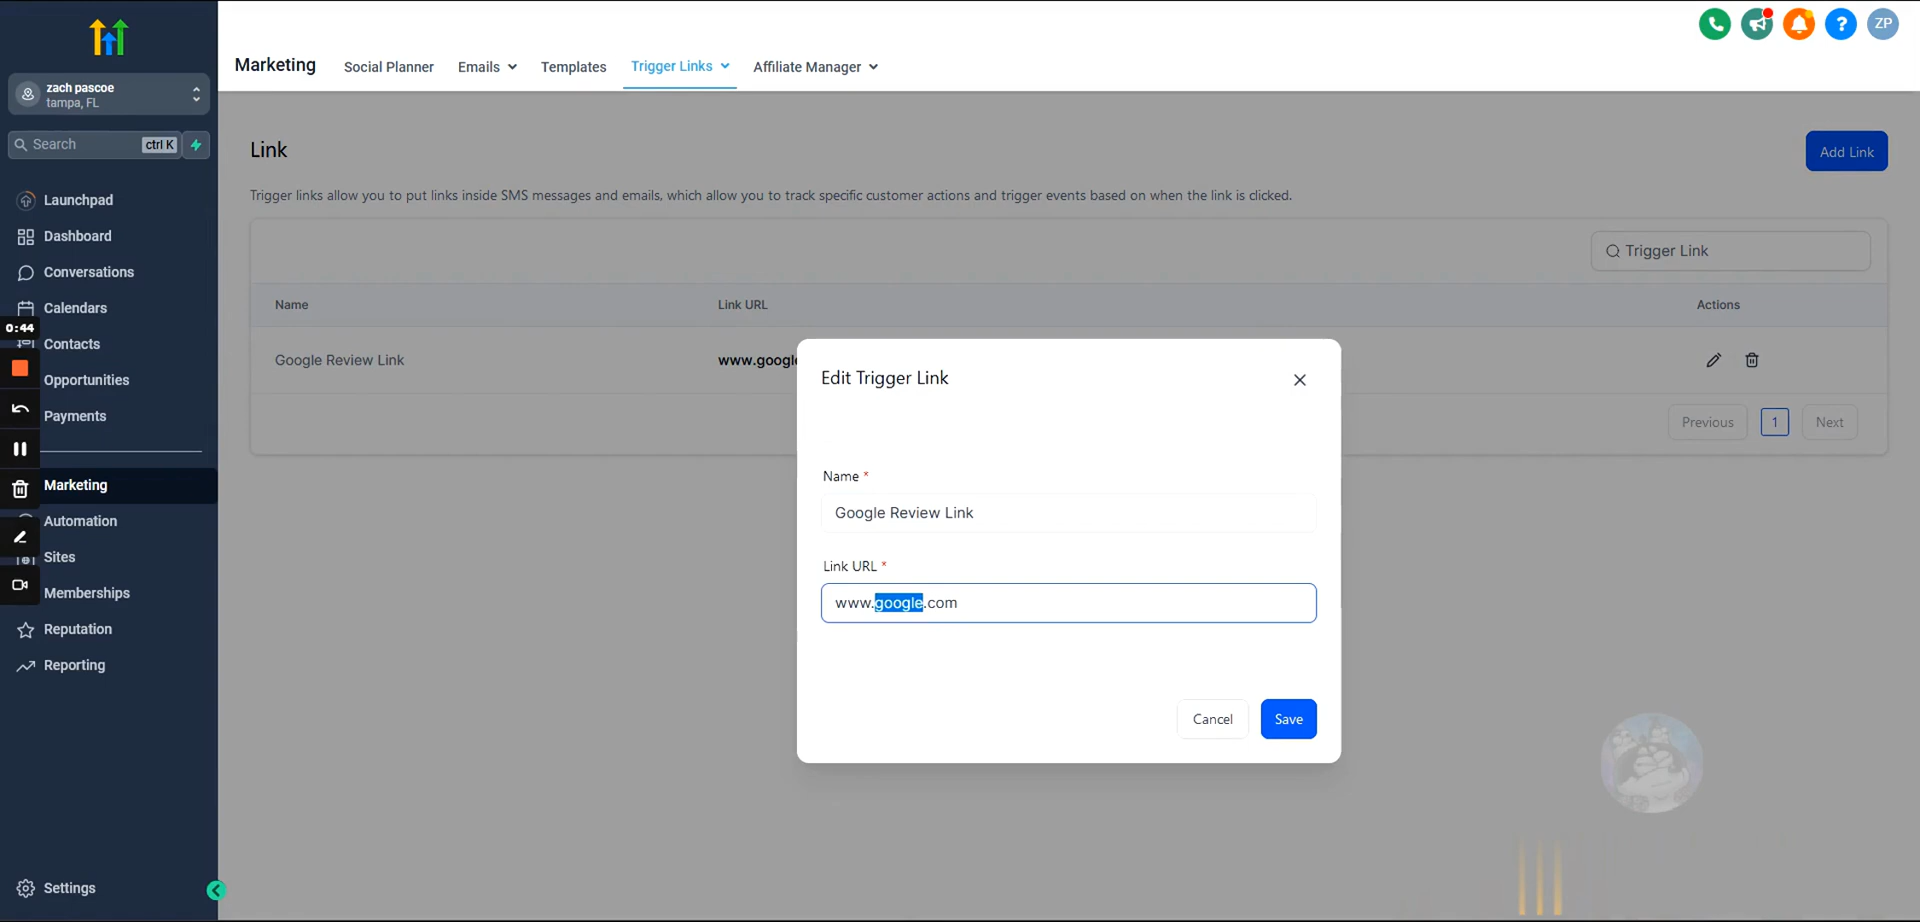 ZP
Marketing
Social Planner
Emails
Templates
Trigger Links
Affiliate Manager
zach pascoe
tampa, FL
Search
ctrl K
Launchpad
Dashboard
Conversations
Calendars
0:44
Contacts
Opportunities
Payments
Marketing
Automation
Sites
Memberships
Reputation
Reporting
Settings
Link
Add Link
Trigger links allow you to put links inside SMS messages and emails, which allow you to track specific customer actions and trigger events based on when the link is clicked.
Trigger Link
Name
Link URL
Actions
Google Review Link
www.google
Previous
1
Next
Edit Trigger Link
Name *
Google Review Link
Link URL *
www.google.com
Cancel
Save